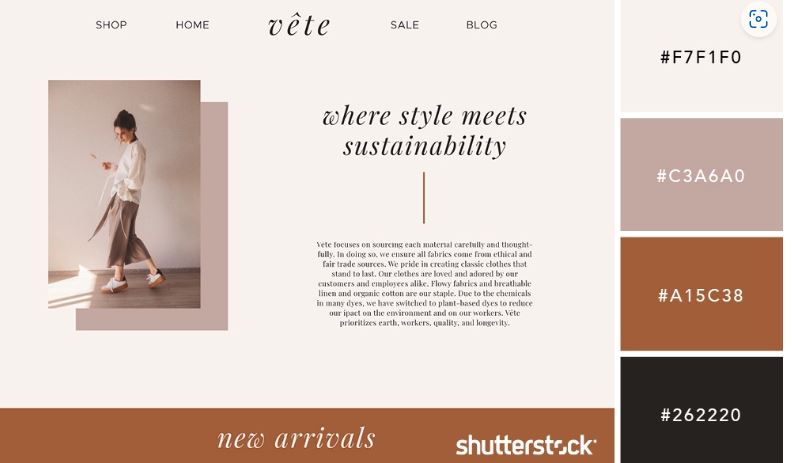 SHOP HOME vête SALE BLOG
where style meets
sustainability
Vete focuses on sourcing each material carefully and thought-
fully. In doing so, we ensure all fabrics come from ethical and
fair trade sources. We pride in creating classic clothes that
stand to last. Our clothes are loved and adored by our
customers and employees alike. Flowy fabrics and breathable
linen and organic cotton are our staple. Due to the chemicals
in many dyes, we have switched to plant-based dyes to reduce
our ipact on the environment and on our workers. Vête
prioritizes earth, workers, quality, and longevity.
new arrivals
shutterstock
#F7F1F0
#C3A6A0
#A15C38
#262220